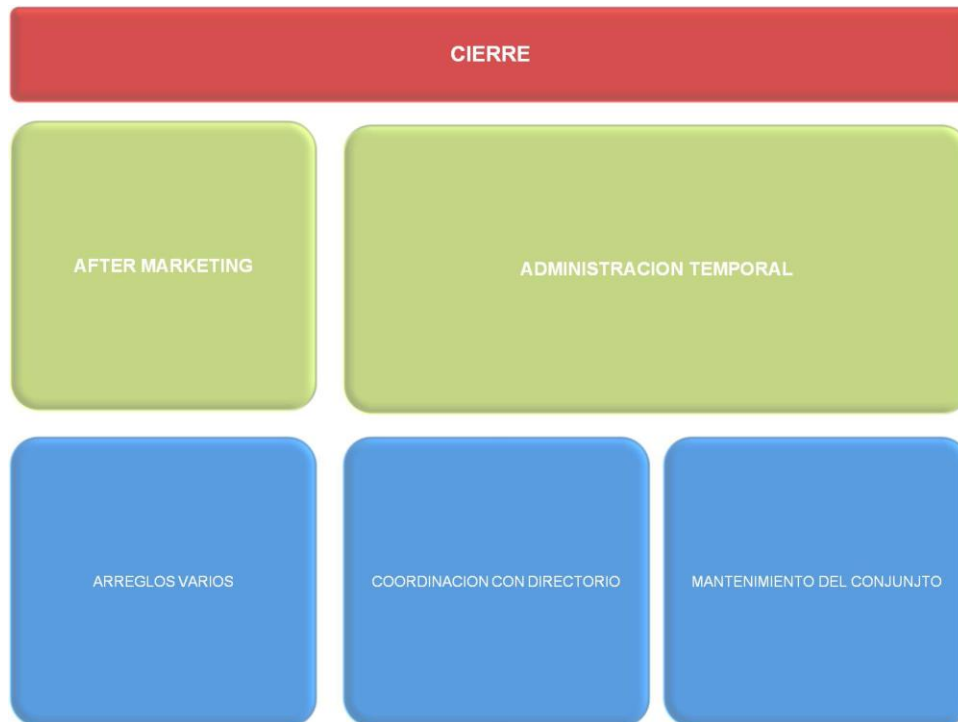 CIERRE
AFTER MARKETING
ADMINISTRACION TEMPORAL
ARREGLOS VARIOS
COORDINACION CON DIRECTORIO
MANTENIMIENTO DEL CONJUNJTO